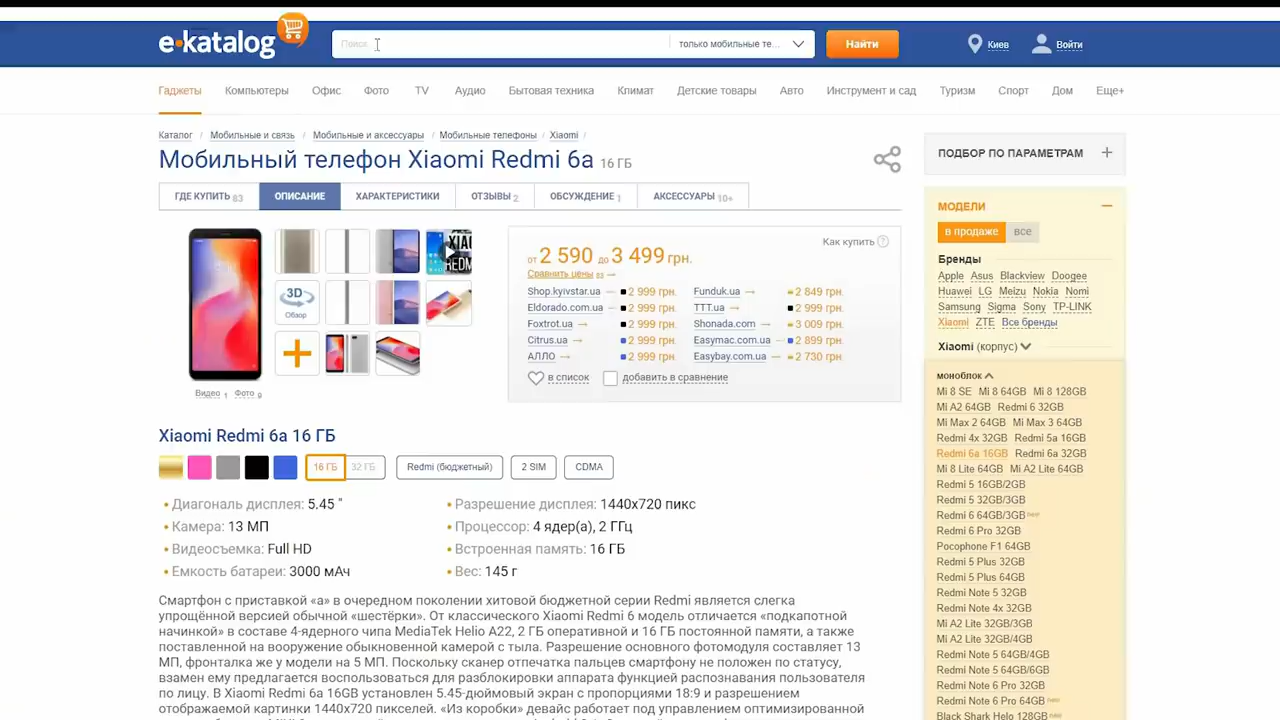 e·katalog
Поиск
только мобильные те...
Найти
Киев
Войти
Гаджеты Компьютеры Офис Фото TV Аудио Бытовая техника Климат Детские товары Авто Инструмент и сад Туризм Спорт Дом Еще+
Каталог / Мобильные и связь / Мобильные и аксессуары / Мобильные телефоны / Xiaomi /
Мобильный телефон Xiaomi Redmi 6a 16 ГБ
ГДЕ КУПИТЬ 83 ОПИСАНИЕ ХАРАКТЕРИСТИКИ ОТЗЫВЫ 2 ОБСУЖДЕНИЕ 1 АКСЕССУАРЫ 10+
XIAO
REDM
3D
Обзор
Видео 1 Фото 9
Как купить ?
от 2 590 до 3 499 грн.
Сравнить цены 83 →
Shop.kyivstar.ua → 2 999 грн. Funduk.ua → 2 849 грн.
Eldorado.com.ua → 2 999 грн. TTT.ua → 2 999 грн.
Foxtrot.ua → 2 999 грн. Shonada.com → 3 009 грн.
Citrus.ua → 2 999 грн. Easymac.com.ua → 2 899 грн.
АЛЛО → 2 999 грн. Easybay.com.ua → 2 730 грн.
в список добавить в сравнение
Xiaomi Redmi 6a 16 ГБ
16 ГБ 32 ГБ Redmi (бюджетный) 2 SIM CDMA
• Диагональ дисплея: 5.45 "
• Камера: 13 МП
• Видеосъемка: Full HD
• Емкость батареи: 3000 мАч
• Разрешение дисплея: 1440x720 пикс
• Процессор: 4 ядер(а), 2 ГГц
• Встроенная память: 16 ГБ
• Вес: 145 г
Смартфон с приставкой «а» в очередном поколении хитовой бюджетной серии Redmi является слегка
упрощённой версией обычной «шестёрки». От классического Xiaomi Redmi 6 модель отличается «подкапотной
начинкой» в составе 4-ядерного чипа MediaTek Helio A22, 2 ГБ оперативной и 16 ГБ постоянной памяти, а также
поставленной на вооружение обыкновенной камерой с тыла. Разрешение основного фотомодуля составляет 13
МП, фронталка же у модели на 5 МП. Поскольку сканер отпечатка пальцев смартфону не положен по статусу,
взамен ему предлагается воспользоваться для разблокировки аппарата функцией распознавания пользователя
по лицу. В Xiaomi Redmi 6a 16GB установлен 5.45-дюймовый экран с пропорциями 18:9 и разрешением
отображаемой картинки 1440x720 пикселей. «Из коробки» девайс работает под управлением оптимизированной
ПОДБОР ПО ПАРАМЕТРАМ +
МОДЕЛИ
в продаже все
Бренды
Apple Asus Blackview Doogee
Huawei LG Meizu Nokia Nomi
Samsung Sigma Sony TP-LINK
Xiaomi ZTE Все бренды
Xiaomi (корпус)
моноблок
Mi 8 SE Mi 8 64GB Mi 8 128GB
Mi A2 64GB Redmi 6 32GB
Mi Max 2 64GB Mi Max 3 64GB
Redmi 4x 32GB Redmi 5a 16GB
Redmi 6a 16GB Redmi 6a 32GB
Mi 8 Lite 64GB Mi A2 Lite 64GB
Redmi 5 16GB/2GB
Redmi 5 32GB/3GB
Redmi 6 64GB/3GB new
Redmi 6 Pro 32GB
Pocophone F1 64GB
Redmi 5 Plus 32GB
Redmi 5 Plus 64GB
Redmi Note 5 32GB
Redmi Note 4x 32GB
Mi A2 Lite 32GB/3GB
Mi A2 Lite 32GB/4GB
Redmi Note 5 64GB/4GB
Redmi Note 5 64GB/6GB
Redmi Note 6 Pro 32GB
Redmi Note 6 Pro 64GB new
Black Shark Helo 128GB new